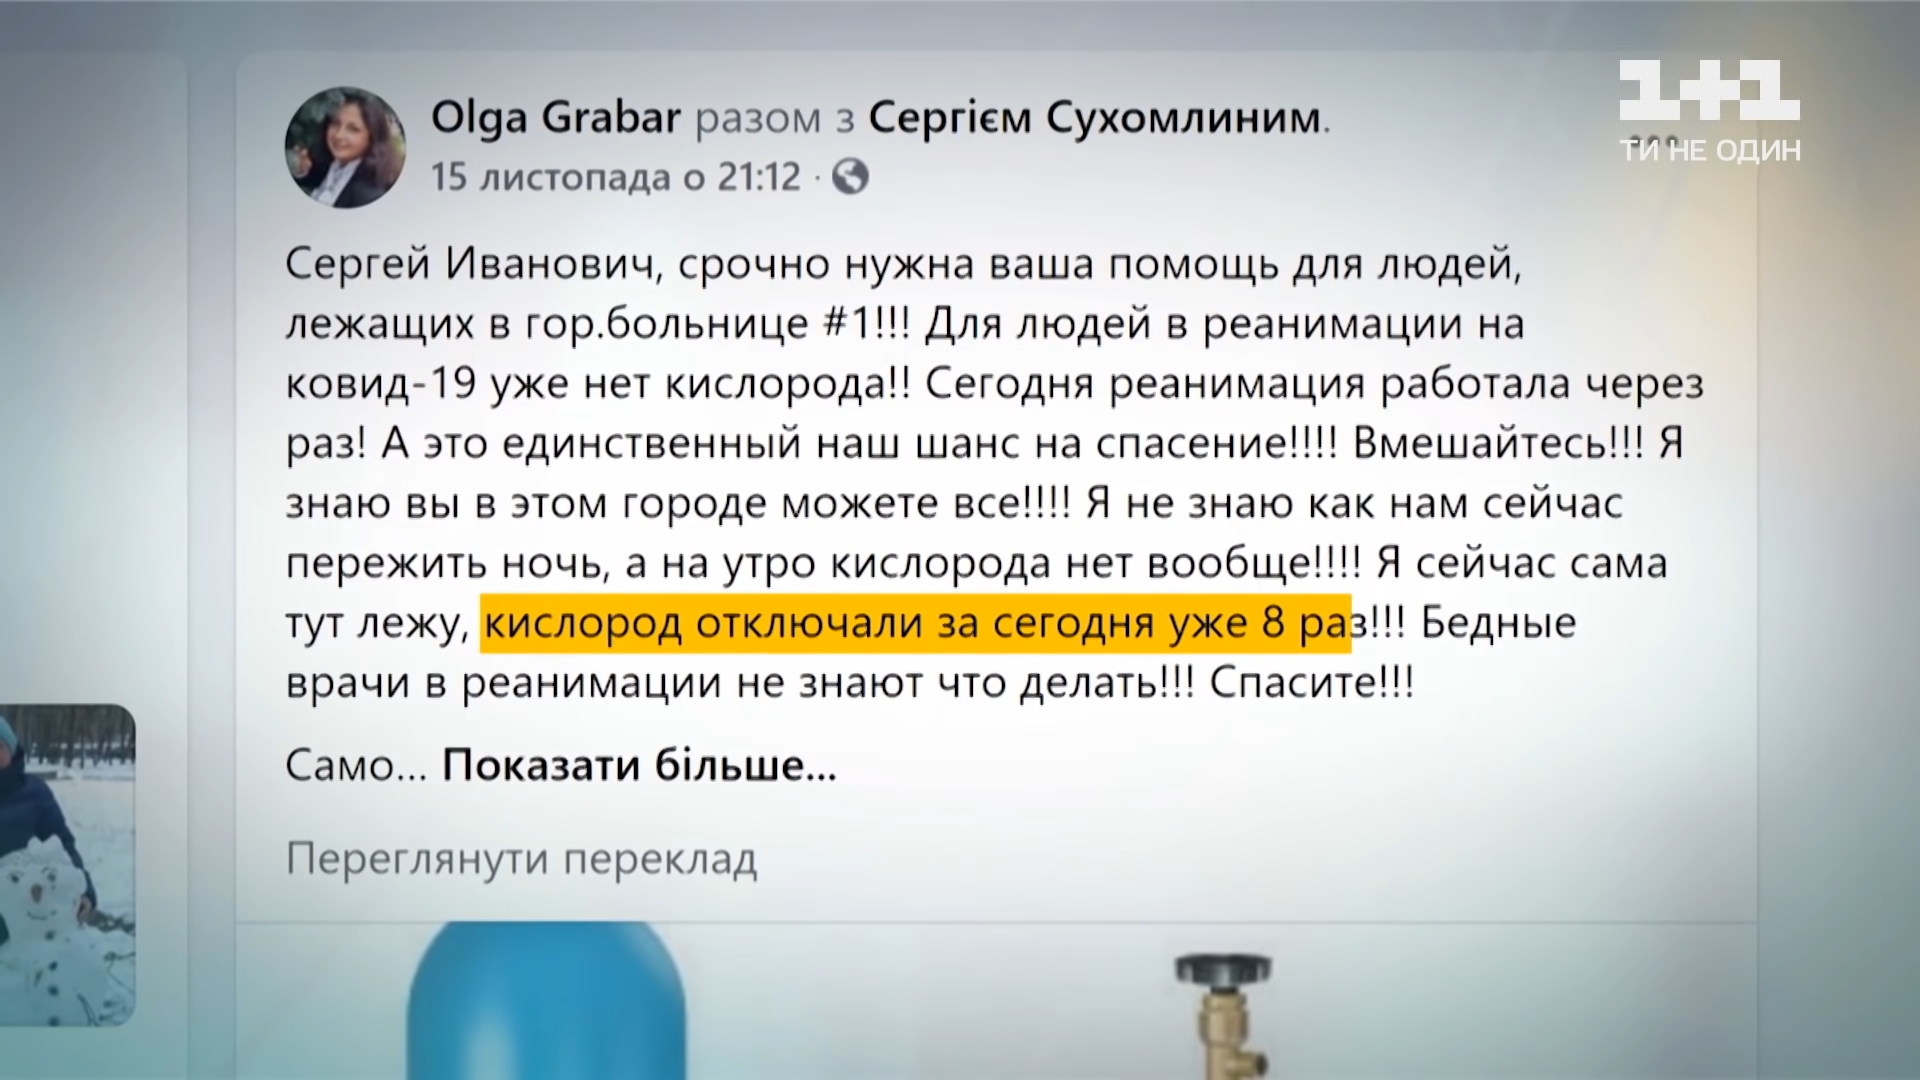 Olga Grabar разом з Сергієм Сухомлиним.
15 листопада о 21:12 ·
1+1
ТИ НЕ ОДИН
Сергей Иванович, срочно нужна ваша помощь для людей,
лежащих в гор.больнице #1!!! Для людей в реанимации на
ковид-19 уже нет кислорода!! Сегодня реанимация работала через
раз! А это единственный наш шанс на спасение!!!! Вмешайтесь!!! Я
знаю вы в этом городе можете все!!!! Я не знаю как нам сейчас
пережить ночь, а на утро кислорода нет вообще!!!! Я сейчас сама
тут лежу, кислород отключали за сегодня уже 8 раз!!! Бедные
врачи в реанимации не знают что делать!!! Спасите!!!
Само... Показати більше...
Переглянути переклад